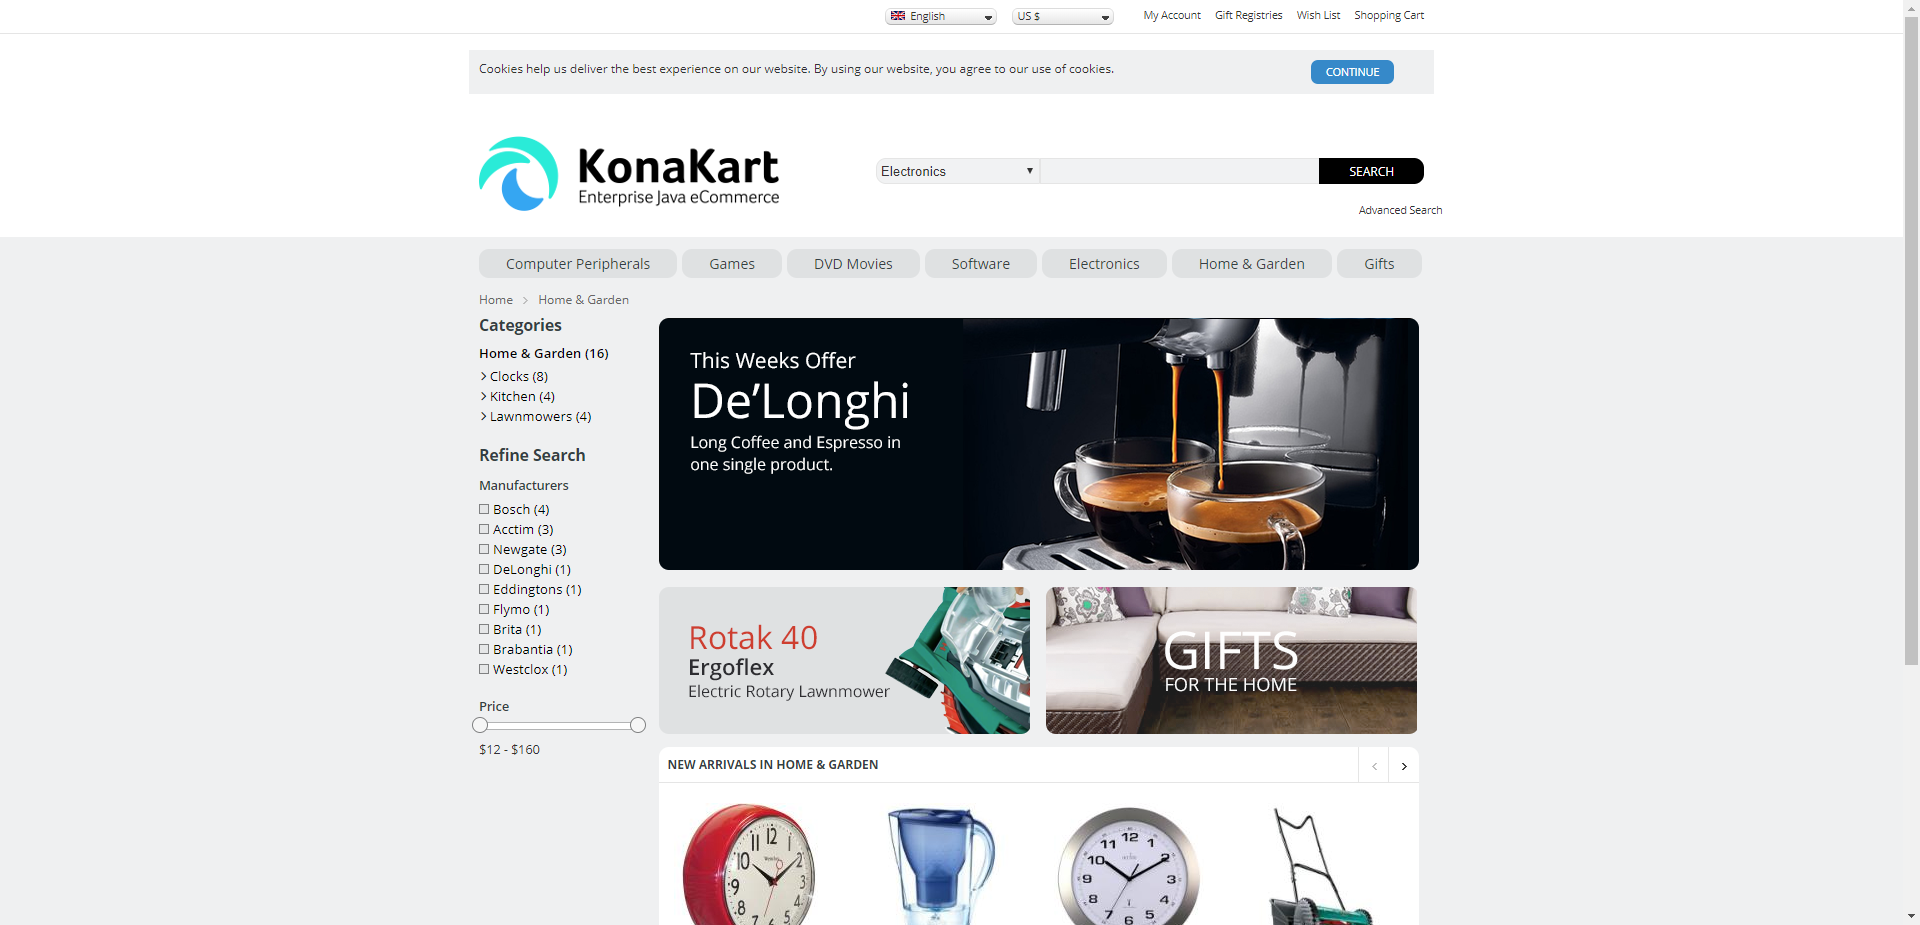 English
US $
My Account
Gift Registries
Wish List
Shopping Cart
Cookies help us deliver the best experience on our website. By using our website, you agree to our use of cookies.
CONTINUE
KonaKart
Enterprise Java eCommerce
Electronics
SEARCH
Advanced Search
Computer Peripherals
Games
DVD Movies
Software
Electronics
Home & Garden
Gifts
Home > Home & Garden
Categories
Home & Garden (16)
> Clocks (8)
> Kitchen (4)
> Lawnmowers (4)
Refine Search
Manufacturers
Bosch (4)
Acctim (3)
Newgate (3)
DeLonghi (1)
Eddingtons (1)
Flymo (1)
Brita (1)
Brabantia (1)
Westclox (1)
Price
$12 - $160
This Weeks Offer
De'Longhi
Long Coffee and Espresso in
one single product.
Rotak 40
Ergoflex
Electric Rotary Lawnmower
GIFTS
FOR THE HOME
NEW ARRIVALS IN HOME & GARDEN
< >